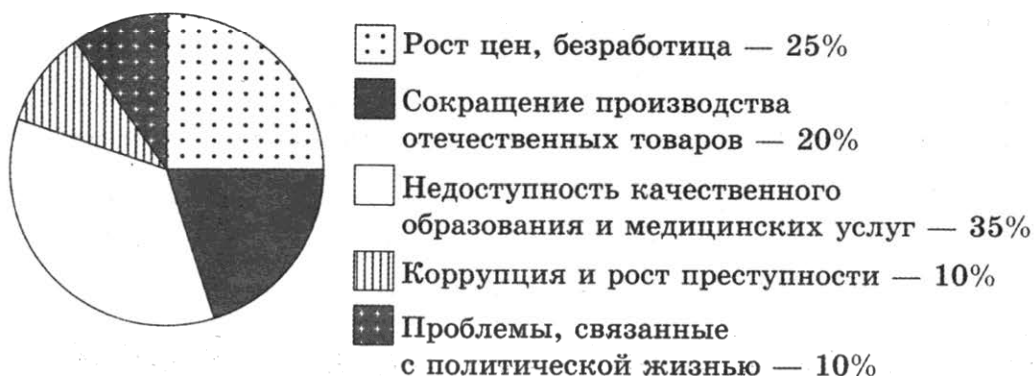 Рост цен, безработица — 25%
Сокращение производства
отечественных товаров — 20%
Недоступность качественного
образования и медицинских услуг — 35%
Коррупция и рост преступности — 10%
Проблемы, связанные
с политической жизнью — 10%